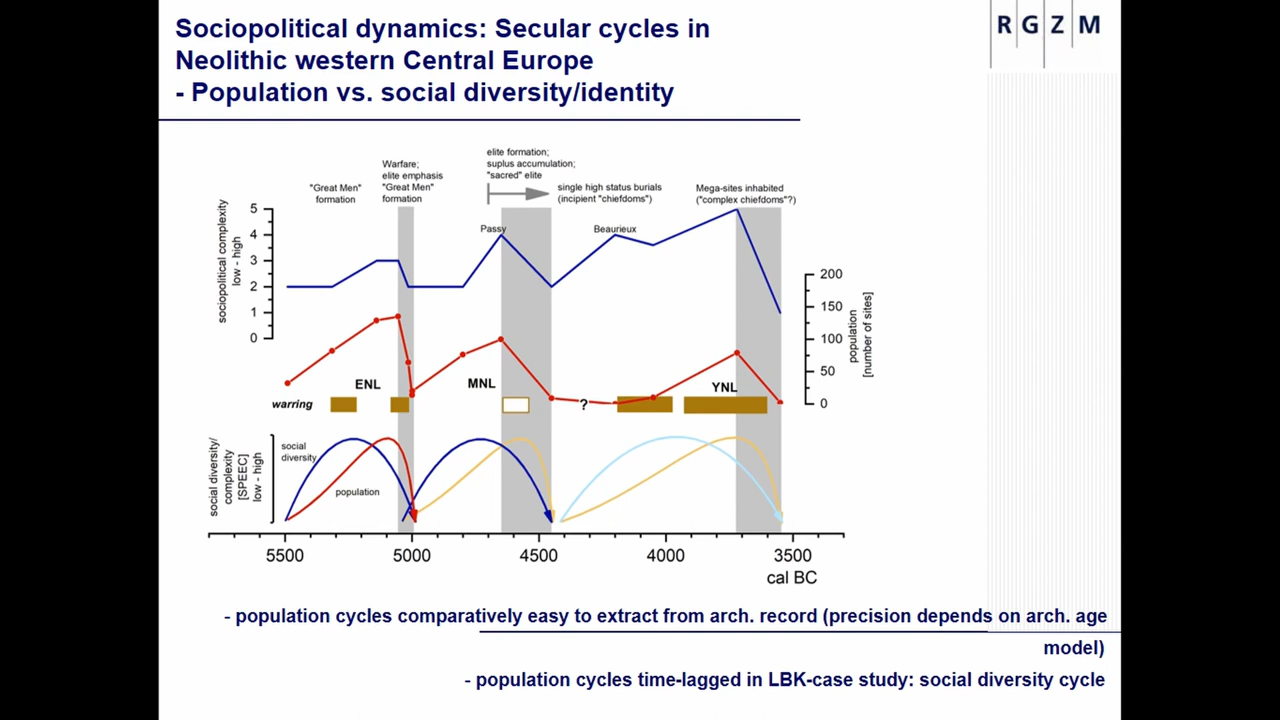 Sociopolitical dynamics: Secular cycles in
Neolithic western Central Europe
- Population vs. social diversity/identity
R G Z M
elite formation;
suplus accumulation;
"sacred" elite
Warfare;
elite emphasis
"Great Men"
formation
"Great Men"
formation
single high status burials
(incipient "chiefdoms")
Mega-sites inhabited
("complex chiefdoms"?)
sociopolitical complexity
low - high
5
4
3
2
1
0
Passy
Beaurieux
200
150
100
50
0
population
[number of sites]
ENL
MNL
YNL
warring
?
social diversity/
complexity
[SPEEC]
low - high
social
diversity
population
5500
5000
4500
4000
3500
cal BC
- population cycles comparatively easy to extract from arch. record (precision depends on arch. age
model)
- population cycles time-lagged in LBK-case study: social diversity cycle